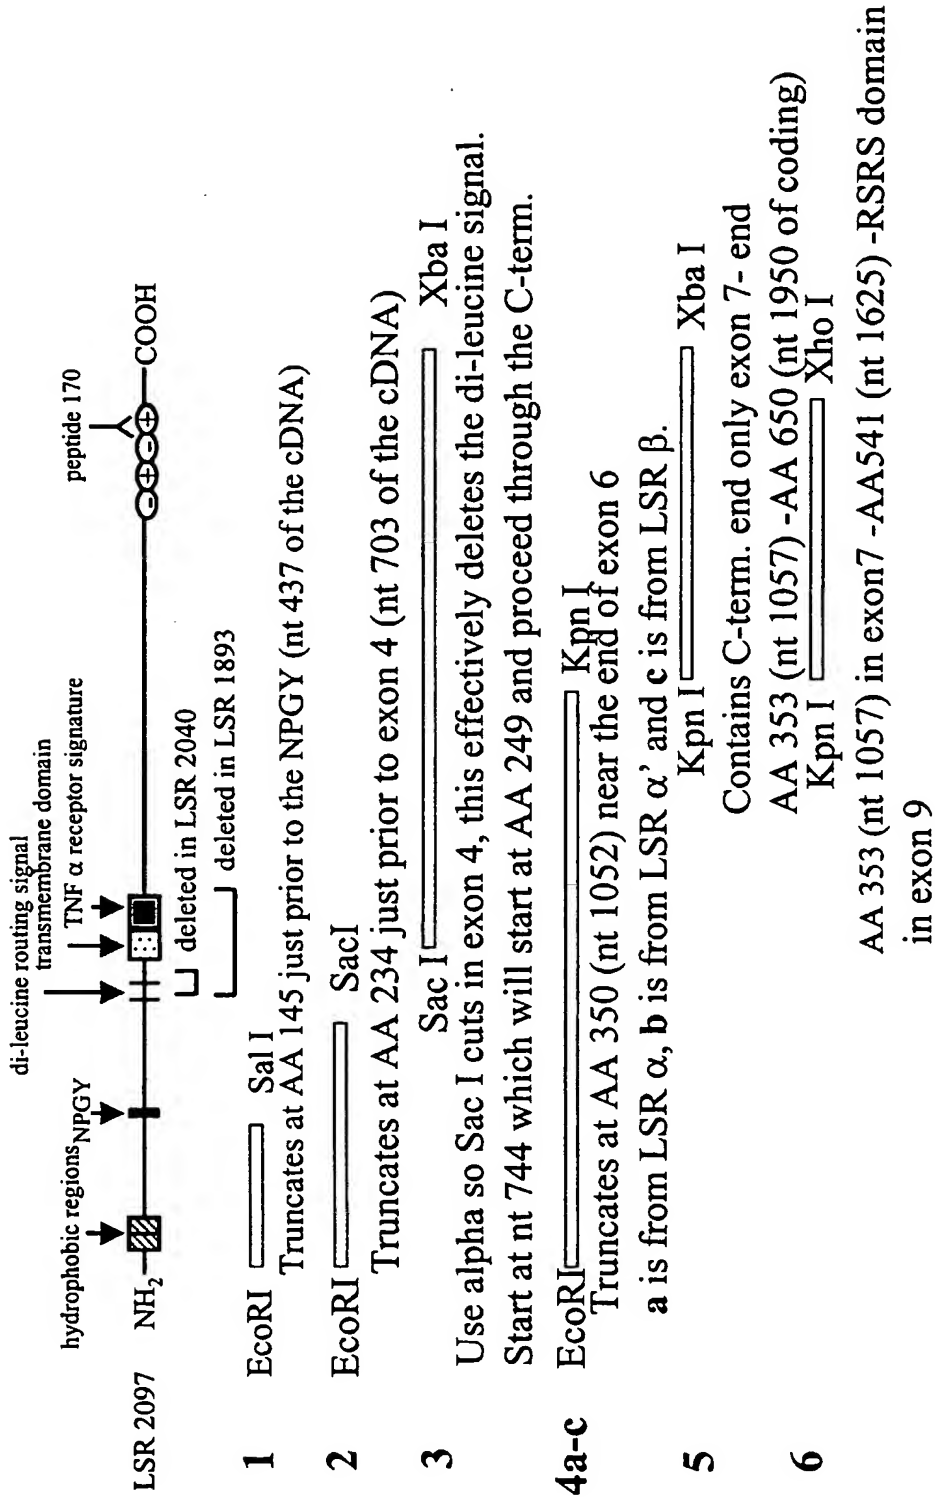 di-leucine routing signal
transmembrane domain
TNF α receptor signature
hydrophobic regions
NPGY
peptide 170
LSR 2097 NH2 - + - + COOH
deleted in LSR 2040
deleted in LSR 1893
1 EcoRI Sal I
Truncates at AA 145 just prior to the NPGY (nt 437 of the cDNA)
2 EcoRI SacI
Truncates at AA 234 just prior to exon 4 (nt 703 of the cDNA)
3 Sac I Xba I
Use alpha so Sac I cuts in exon 4, this effectively deletes the di-leucine signal.
Start at nt 744 which will start at AA 249 and proceed through the C-term.
4a-c EcoRI Kpn I
Truncates at AA 350 (nt 1052) near the end of exon 6
a is from LSR α, b is from LSR α’ and c is from LSR β.
5 Kpn I Xba I
Contains C-term. end only exon 7- end
AA 353 (nt 1057) -AA 650 (nt 1950 of coding)
6 Kpn I Xho I
AA 353 (nt 1057) in exon7 -AA541 (nt 1625) -RSRS domain
in exon 9